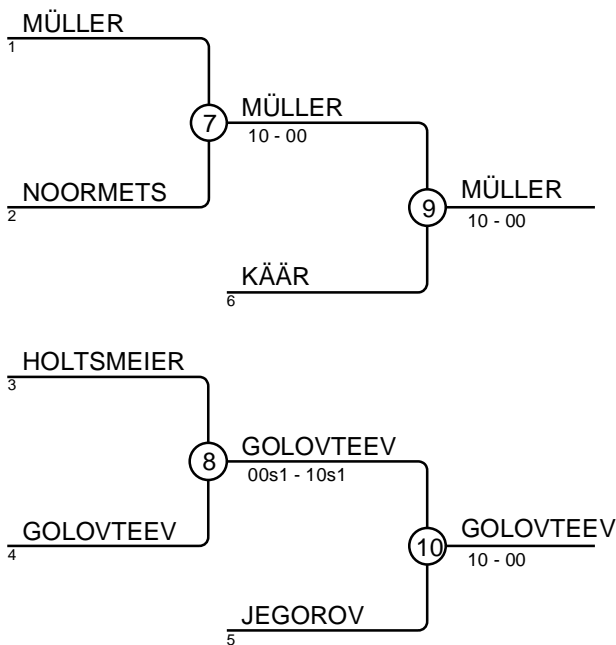 MÜLLER
1
7
MÜLLER
10 - 00
NOORMETS
2
9
MÜLLER
10 - 00
KÄÄR
6
HOLTSMEIER
3
8
GOLOVTEEV
00s1 - 10s1
GOLOVTEEV
4
10
GOLOVTEEV
10 - 00
JEGOROV
5